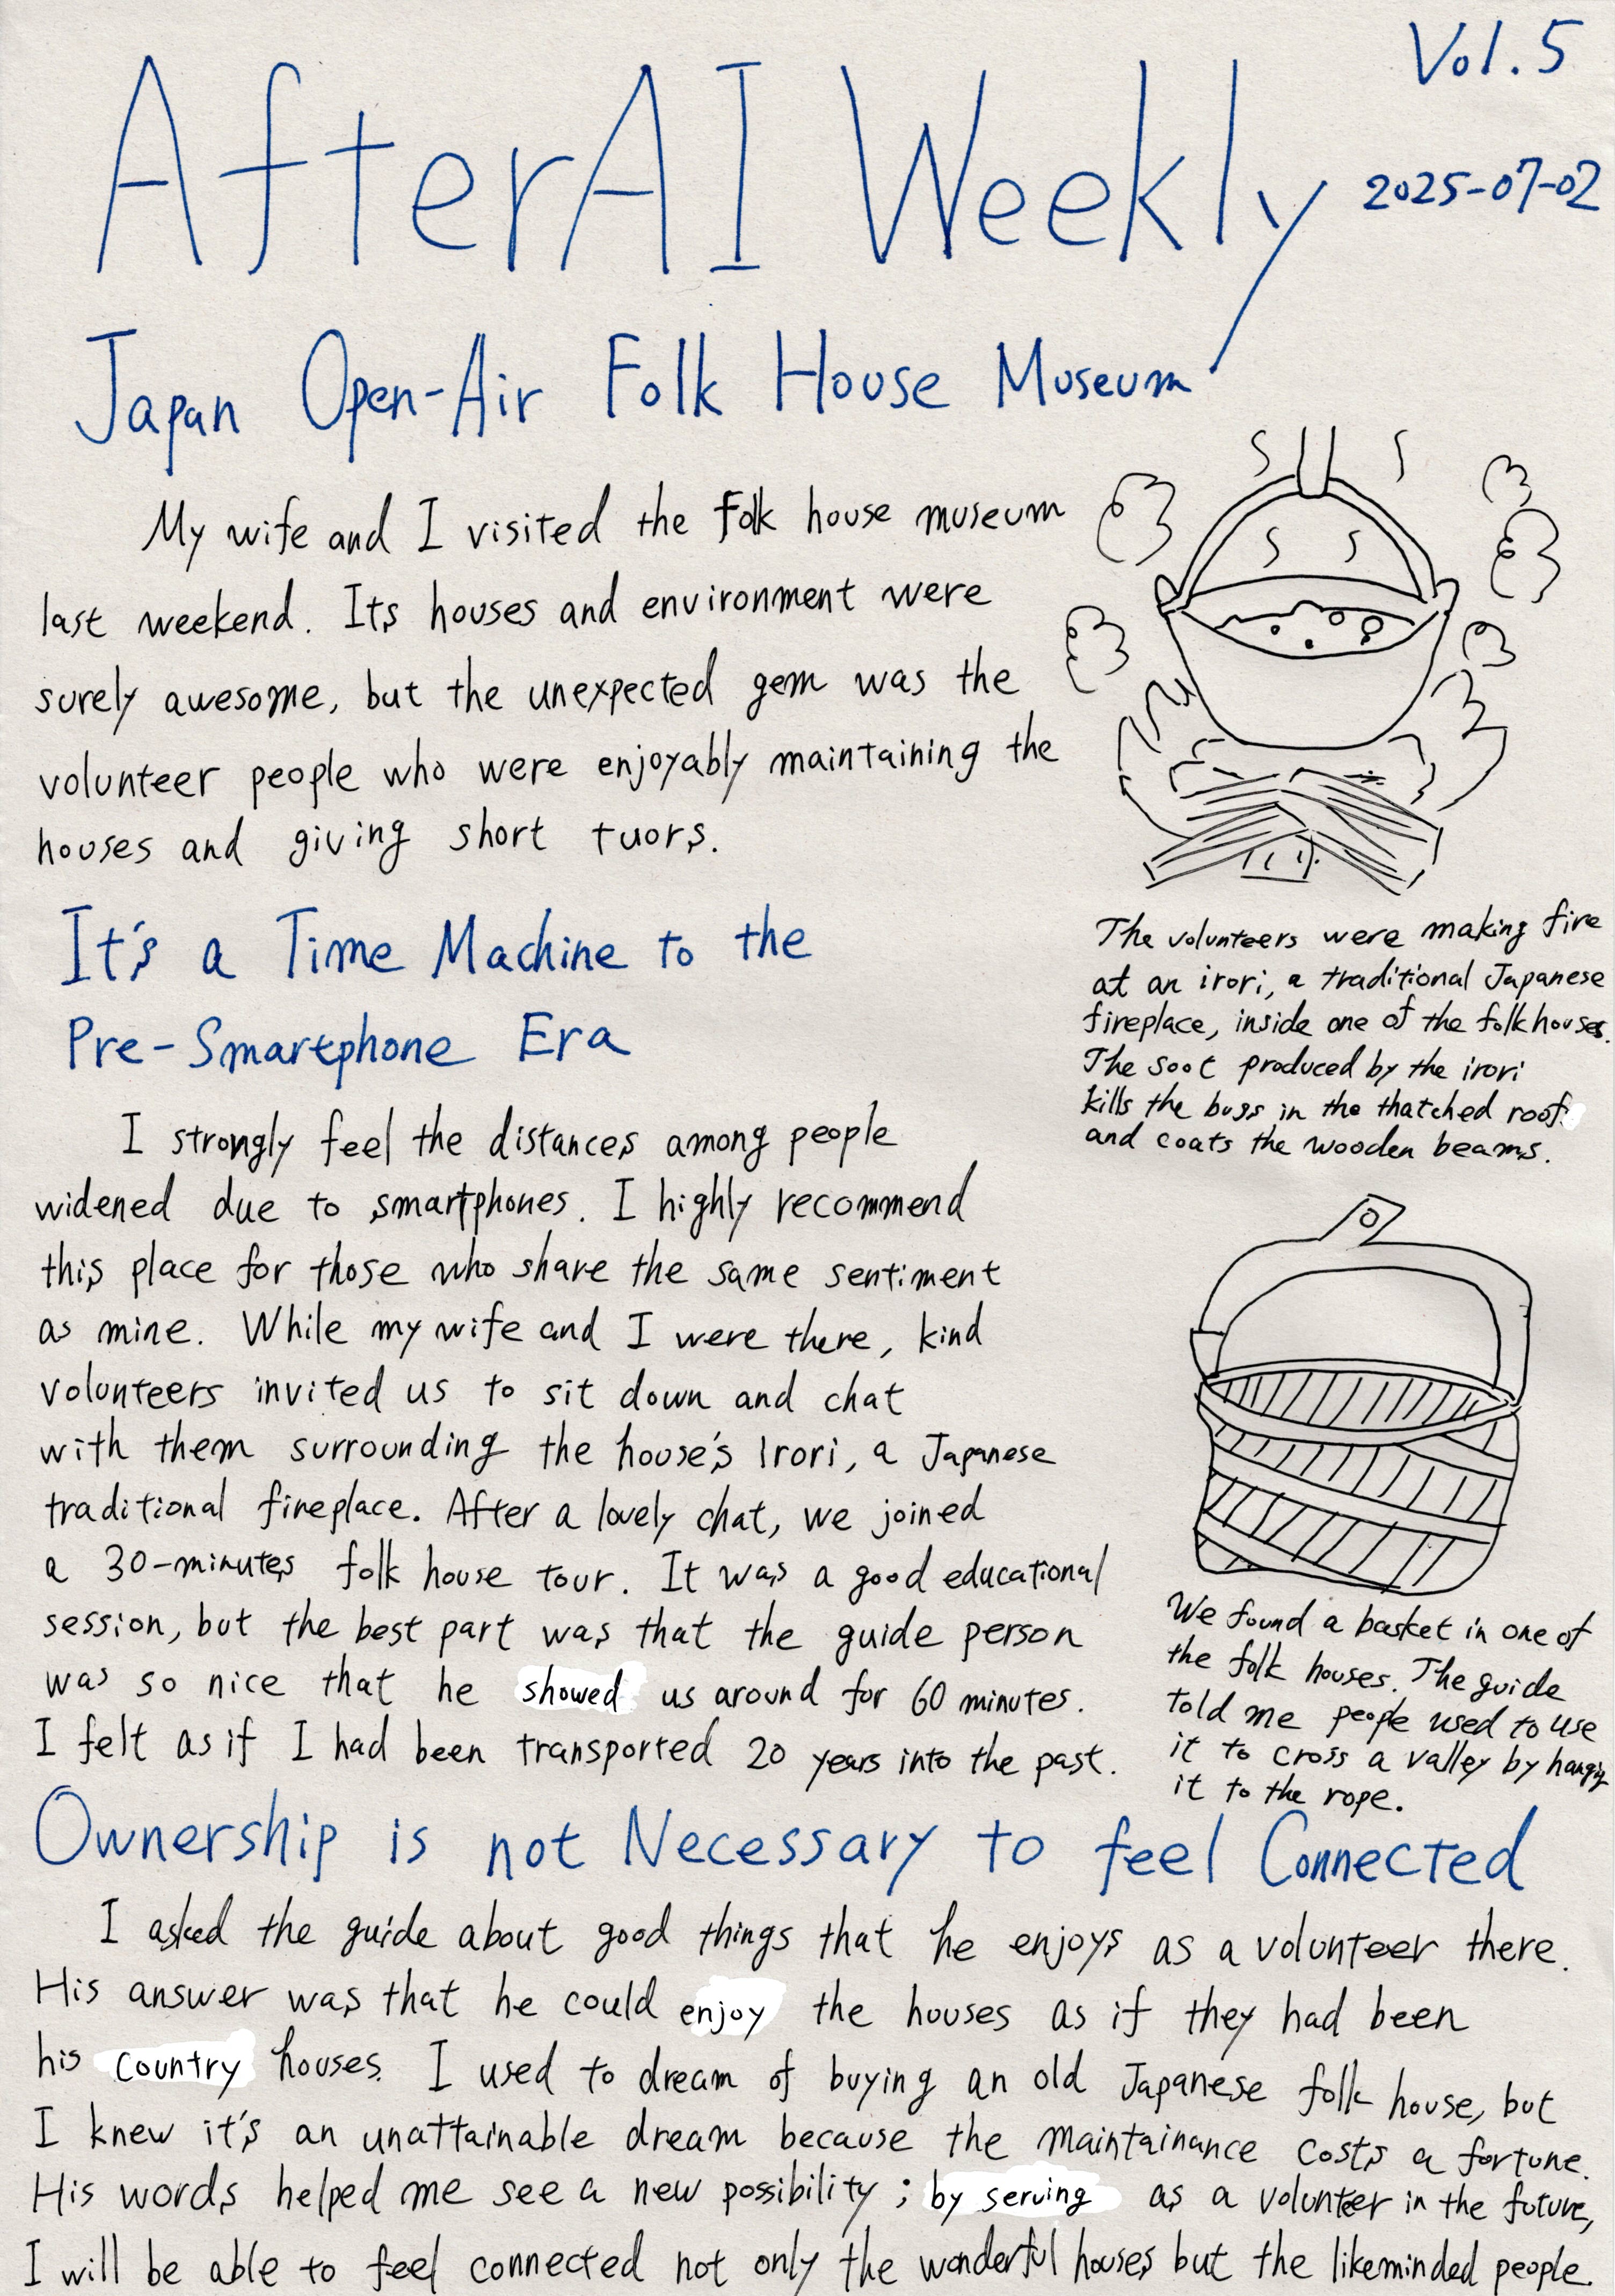 Vol. 5
AfterAI Weekly
2025-07-02
Japan Open-Air Folk House Museum
My wife and I visited the folk house museum
last weekend. Its houses and environment were
surely awesome, but the unexpected gem was the
volunteer people who were enjoyably maintaining the
houses and giving short tuors.
The volunteers were making fire
at an irori, a traditional Japanese
fireplace, inside one of the folk houses.
The soot produced by the irori
kills the bugs in the thatched roof
and coats the wooden beams.
It's a Time Machine to the
Pre-Smartphone Era
I strongly feel the distances among people
widened due to smartphones. I highly recommend
this place for those who share the same sentiment
as mine. While my wife and I were there, kind
volunteers invited us to sit down and chat
with them surrounding the house's Irori, a Japanese
traditional fireplace. After a lovely chat, we joined
a 30-minutes folk house tour. It was a good educational
session, but the best part was that the guide person
was so nice that he showed us around for 60 minutes.
I felt as if I had been transported 20 years into the past.
We found a basket in one of
the folk houses. The guide
told me people used to use
it to cross a valley by hanging
it to the rope.
Ownership is not Necessary to feel Connected
I asked the guide about good things that he enjoys as a volunteer there.
His answer was that he could enjoy the houses as if they had been
his country houses. I used to dream of buying an old Japanese folk house, but
I knew it's an unattainable dream because the maintainance costs a fortune.
His words helped me see a new possibility ; by serving as a volunteer in the future,
I will be able to feel connected not only the wonderful houses but the likeminded people.